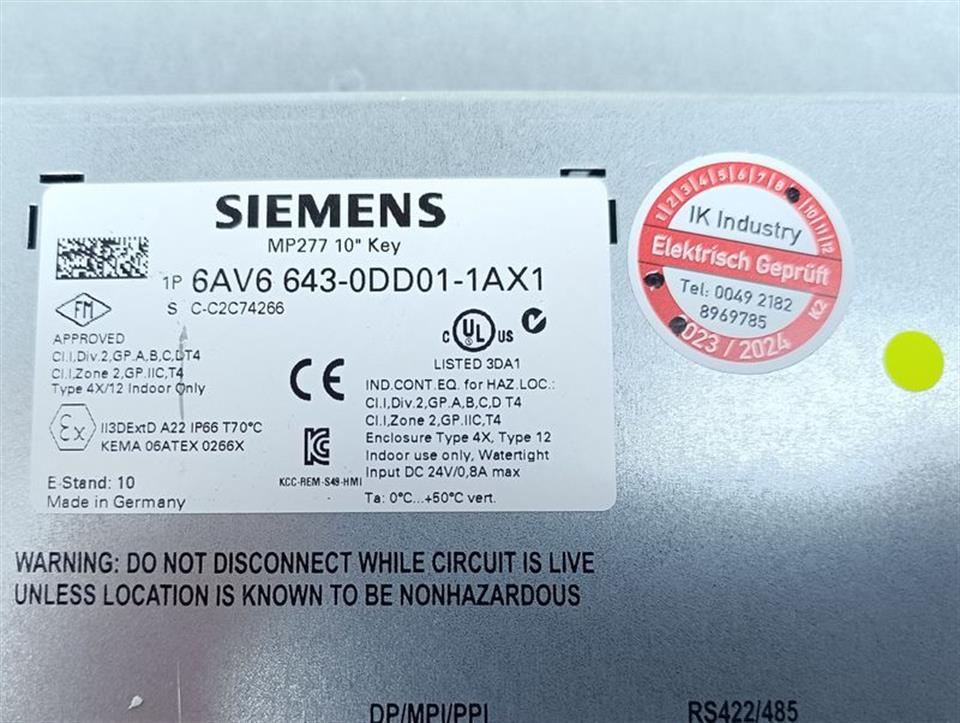 SIEMENS
MP277 10" Key
1P 6AV6 643-0DD01-1AX1
S C-C2C74266
FM
APPROVED
Cl.I,Div.2,GP.A,B,C,D T4
Cl.I,Zone 2,GP.IIC,T4
Type 4X/12 Indoor Only
Ex
II3DExtD A22 IP66 T70°C
KEMA 06ATEX 0266X
E-Stand: 10
Made in Germany
CE
KCC-REM-S49-HMI
C UL US
LISTED 3DA1
IND.CONT.EQ. for HAZ.LOC.:
Cl.I,Div.2,GP.A,B,C,D T4
Cl.I,Zone 2,GP.IIC,T4
Enclosure Type 4X, Type 12
Indoor use only, Watertight
Input DC 24V/0,8A max
Ta: 0°C...+50°C vert.
1|2|3|4|5|6|7|8 10|11|12
IK Industry
Elektrisch Geprüft
Tel: 0049 2182
8969785
K2
023 / 2024
WARNING: DO NOT DISCONNECT WHILE CIRCUIT IS LIVE
UNLESS LOCATION IS KNOWN TO BE NONHAZARDOUS
DP/MPI/PPI
RS422/485